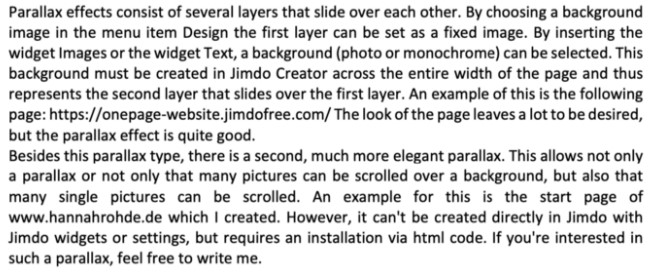 Parallax effects consist of several layers that slide over each other. By choosing a background
image in the menu item Design the first layer can be set as a fixed image. By inserting the
widget Images or the widget Text, a background (photo or monochrome) can be selected. This
background must be created in Jimdo Creator across the entire width of the page and thus
represents the second layer that slides over the first layer. An example of this is the following
page: https://onepage-website.jimdofree.com/ The look of the page leaves a lot to be desired,
but the parallax effect is quite good.
Besides this parallax type, there is a second, much more elegant parallax. This allows not only
a parallax or not only that many pictures can be scrolled over a background, but also that
many single pictures can be scrolled. An example for this is the start page of
www.hannahrohde.de which I created. However, it can't be created directly in Jimdo with
Jimdo widgets or settings, but requires an installation via html code. If you're interested in
such a parallax, feel free to write me.